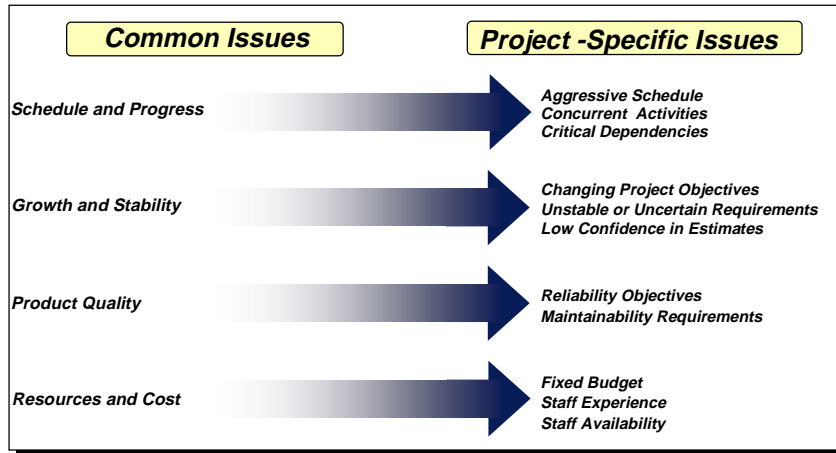 Common Issues
Project -Specific Issues
Schedule and Progress
Aggressive Schedule
Concurrent Activities
Critical Dependencies
Growth and Stability
Changing Project Objectives
Unstable or Uncertain Requirements
Low Confidence in Estimates
Product Quality
Reliability Objectives
Maintainability Requirements
Resources and Cost
Fixed Budget
Staff Experience
Staff Availability